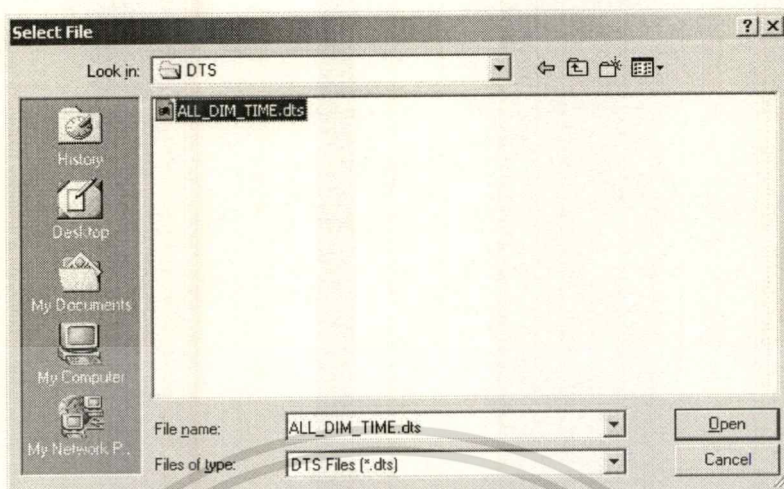 Select File
Look in: DTS
ALL_DIM_TIME.dts
History
Desktop
My Documents
My Computer
My Network P...
File name: ALL_DIM_TIME.dts Open
Files of type: DTS Files (*.dts) Cancel